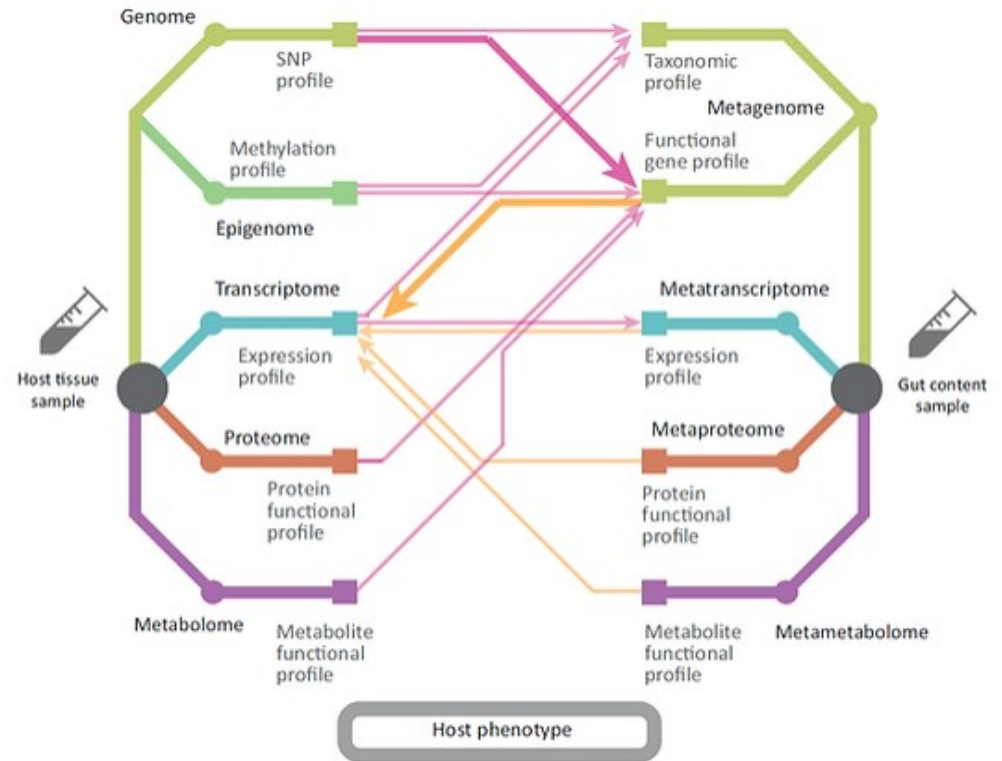 Genome
SNP
profile
Taxonomic
profile
Metagenome
Methylation
profile
Functional
gene profile
Epigenome
Transcriptome
Metatranscriptome
Expression
profile
Expression
profile
Host tissue
sample
Gut content
sample
Proteome
Metaproteome
Protein
functional
profile
Protein
functional
profile
Metabolome
Metabolite
functional
profile
Metabolite
functional
profile
Metametabolome
Host phenotype